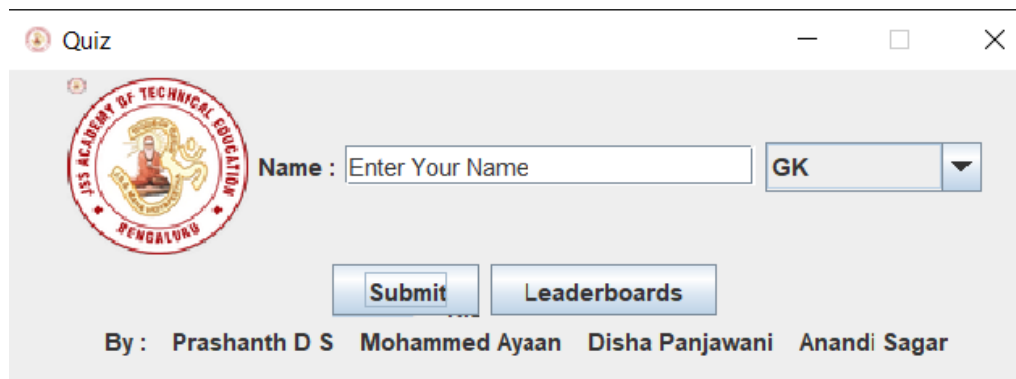 Quiz
JSS ACADEMY OF TECHNICAL EDUCATION
BENGALURU
Name : Enter Your Name GK
Submit Leaderboards
By : Prashanth D S Mohammed Ayaan Disha Panjawani Anandi Sagar